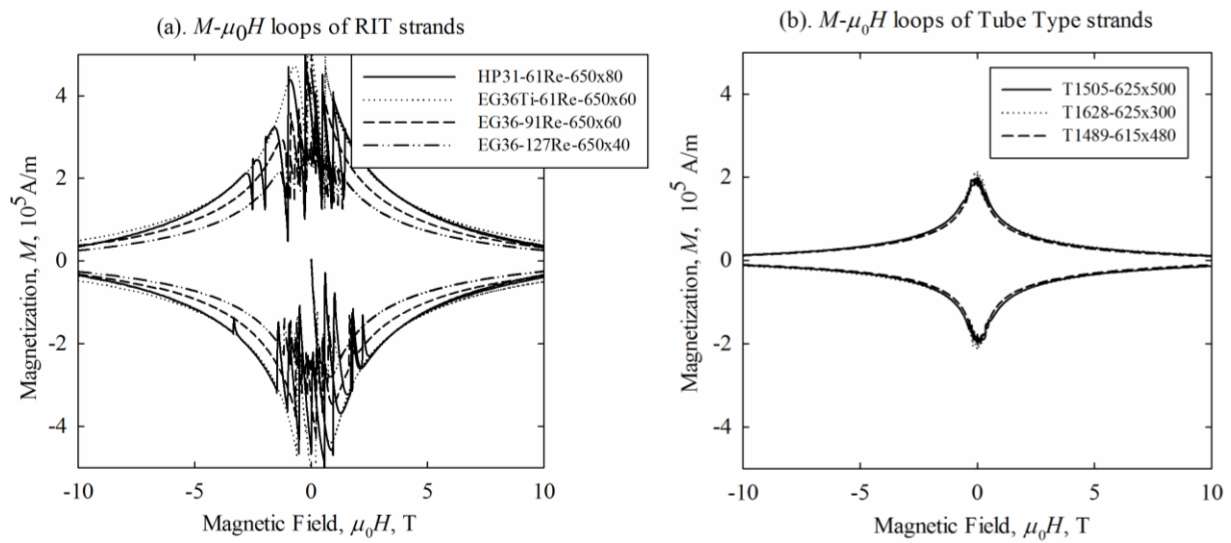 (a). M-μ0H loops of RIT strands
HP31-61Re-650x80
EG36Ti-61Re-650x60
EG36-91Re-650x60
EG36-127Re-650x40
Magnetization, M, 10^5 A/m
4
2
0
-2
-4
-10
-5
0
5
10
Magnetic Field, μ0H, T
(b). M-μ0H loops of Tube Type strands
T1505-625x500
T1628-625x300
T1489-615x480
Magnetization, M, 10^5 A/m
4
2
0
-2
-4
-10
-5
0
5
10
Magnetic Field, μ0H, T